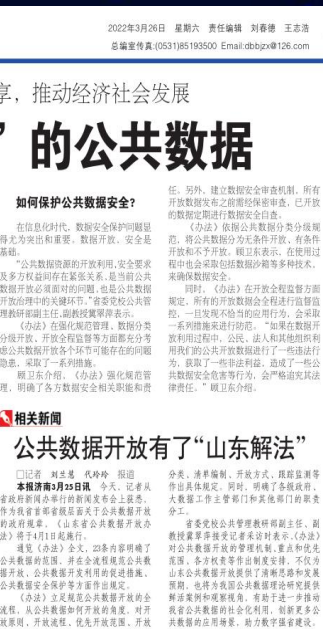 2022年3月26日 星期六 责任编辑 刘春德 王志浩
总编室传真:(0531)85193500 Email:dbbjzx@126.com
享，推动经济社会发展
”的公共数据
如何保护公共数据安全?
在信息化时代，数据安全保护问题显
得尤为突出和重要。数据开放，安全是
基础。
“公共数据资源的开放利用，安全要求
及多方权益间存在紧张关系，是当前公共
数据开放必须面对的问题，也是公共数据
开放治理中的关键环节。”省委党校公共管
理教研部副主任、副教授冀翠萍表示。
《办法》在强化规范管理，数据分类
分级开放，开放全程监督等方面都充分考
虑公共数据开放各个环节可能存在的问题
隐患，采取了一系列措施。
顾卫东介绍，《办法》强化规范管
理，明确了各方数据安全相关职能和责
任。另外，建立数据安全审查机制，所有
开放数据发布之前需经保密审查，已开放
的数据定期进行数据安全自查。
《办法》依据公共数据分类分级规
范，将公共数据分为无条件开放、有条件
开放和不予开放。顾卫东表示，在使用过
程中也会采取包括数据沙箱等多种技术，
来确保数据安全。
同时，《办法》在开放全程监督方面
规定，所有的开放数据会全程进行监督监
控，一旦发现不恰当的应用行为，会采取
一系列措施来进行防范。“如果在数据开
放利用过程中，公民、法人和其他组织利
用我们的公共开放数据进行了一些违法行
为，获取了一些非法利益，造成了一些公
共数据安全危害等行为，会严格追究其法
律责任。”顾卫东介绍。
相关新闻
公共数据开放有了“山东解法”
□记者 刘兰慧 代玲玲 报道
本报济南3月25日讯 今天，记者从
省政府新闻办举行的新闻发布会上获悉，
作为我省首部省级层面关于公共数据开放
的政府规章，《山东省公共数据开放办
法》将于4月1日起施行。
通览《办法》全文，23条内容明确了
公共数据的范围，并在全流程规范公共数
据开放、公共数据开发利用的促进措施、
公共数据安全保护等方面作出规定。
《办法》立足规范公共数据开放的全
流程，从公共数据如何开放的角度，对开
放原则、开放流程、优先开放范围、开放
分类、清单编制、开放方式、跟踪监测等
作出具体规定。同时，明确了各级政府、
大数据工作主管部门和其他部门的职责
分工。
省委党校公共管理教研部副主任、副
教授冀翠萍接受记者采访时表示，《办法》
对公共数据开放的管理机制、重点和优先
范围、各方权责等作出制度安排，不仅为
山东公共数据开放提供了清晰思路和发展
预期，也将为我国公共数据理论研究提供
鲜活案例和观察视角，有助于进一步推动
我省公共数据的社会化利用，创新更多公
共数据的应用场景，助力数字强省建设。